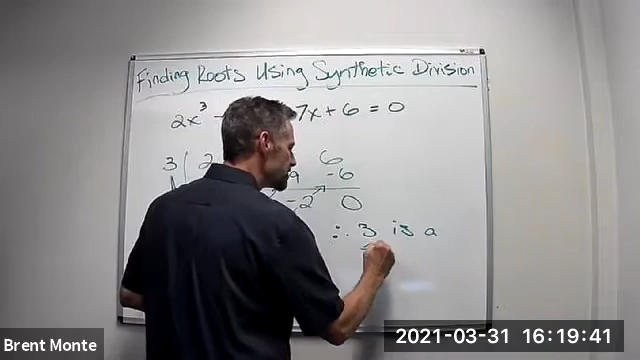 Finding Roots Using Synthetic Division
2x³ - 7x + 6 = 0
3 2 6
9 -6
-2 0
∴ 3 is a
Brent Monte
2021-03-31 16:19:41